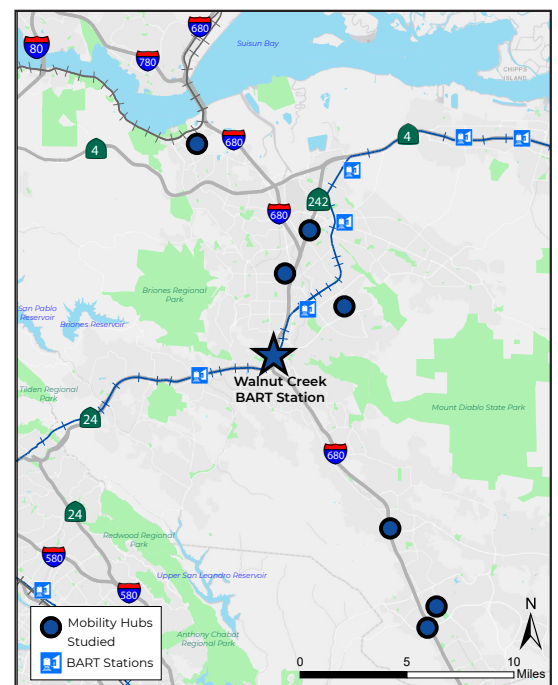 680
80
Suisun Bay
780
CHIPPS
ISLAND
4
680
4
242
680
Briones Regional
Park
San Pablo
Reservoir
Briones Reservoir
Walnut Creek
BART Station
Tilden Regional
Park
24
Mount Diablo State Park
680
24
Redwood Regional
Park
580
Upper San Leandro Reservoir
580
Anthony Chabot
Regional Park
N
Mobility Hubs
Studied
BART Stations
0 5 10
Miles